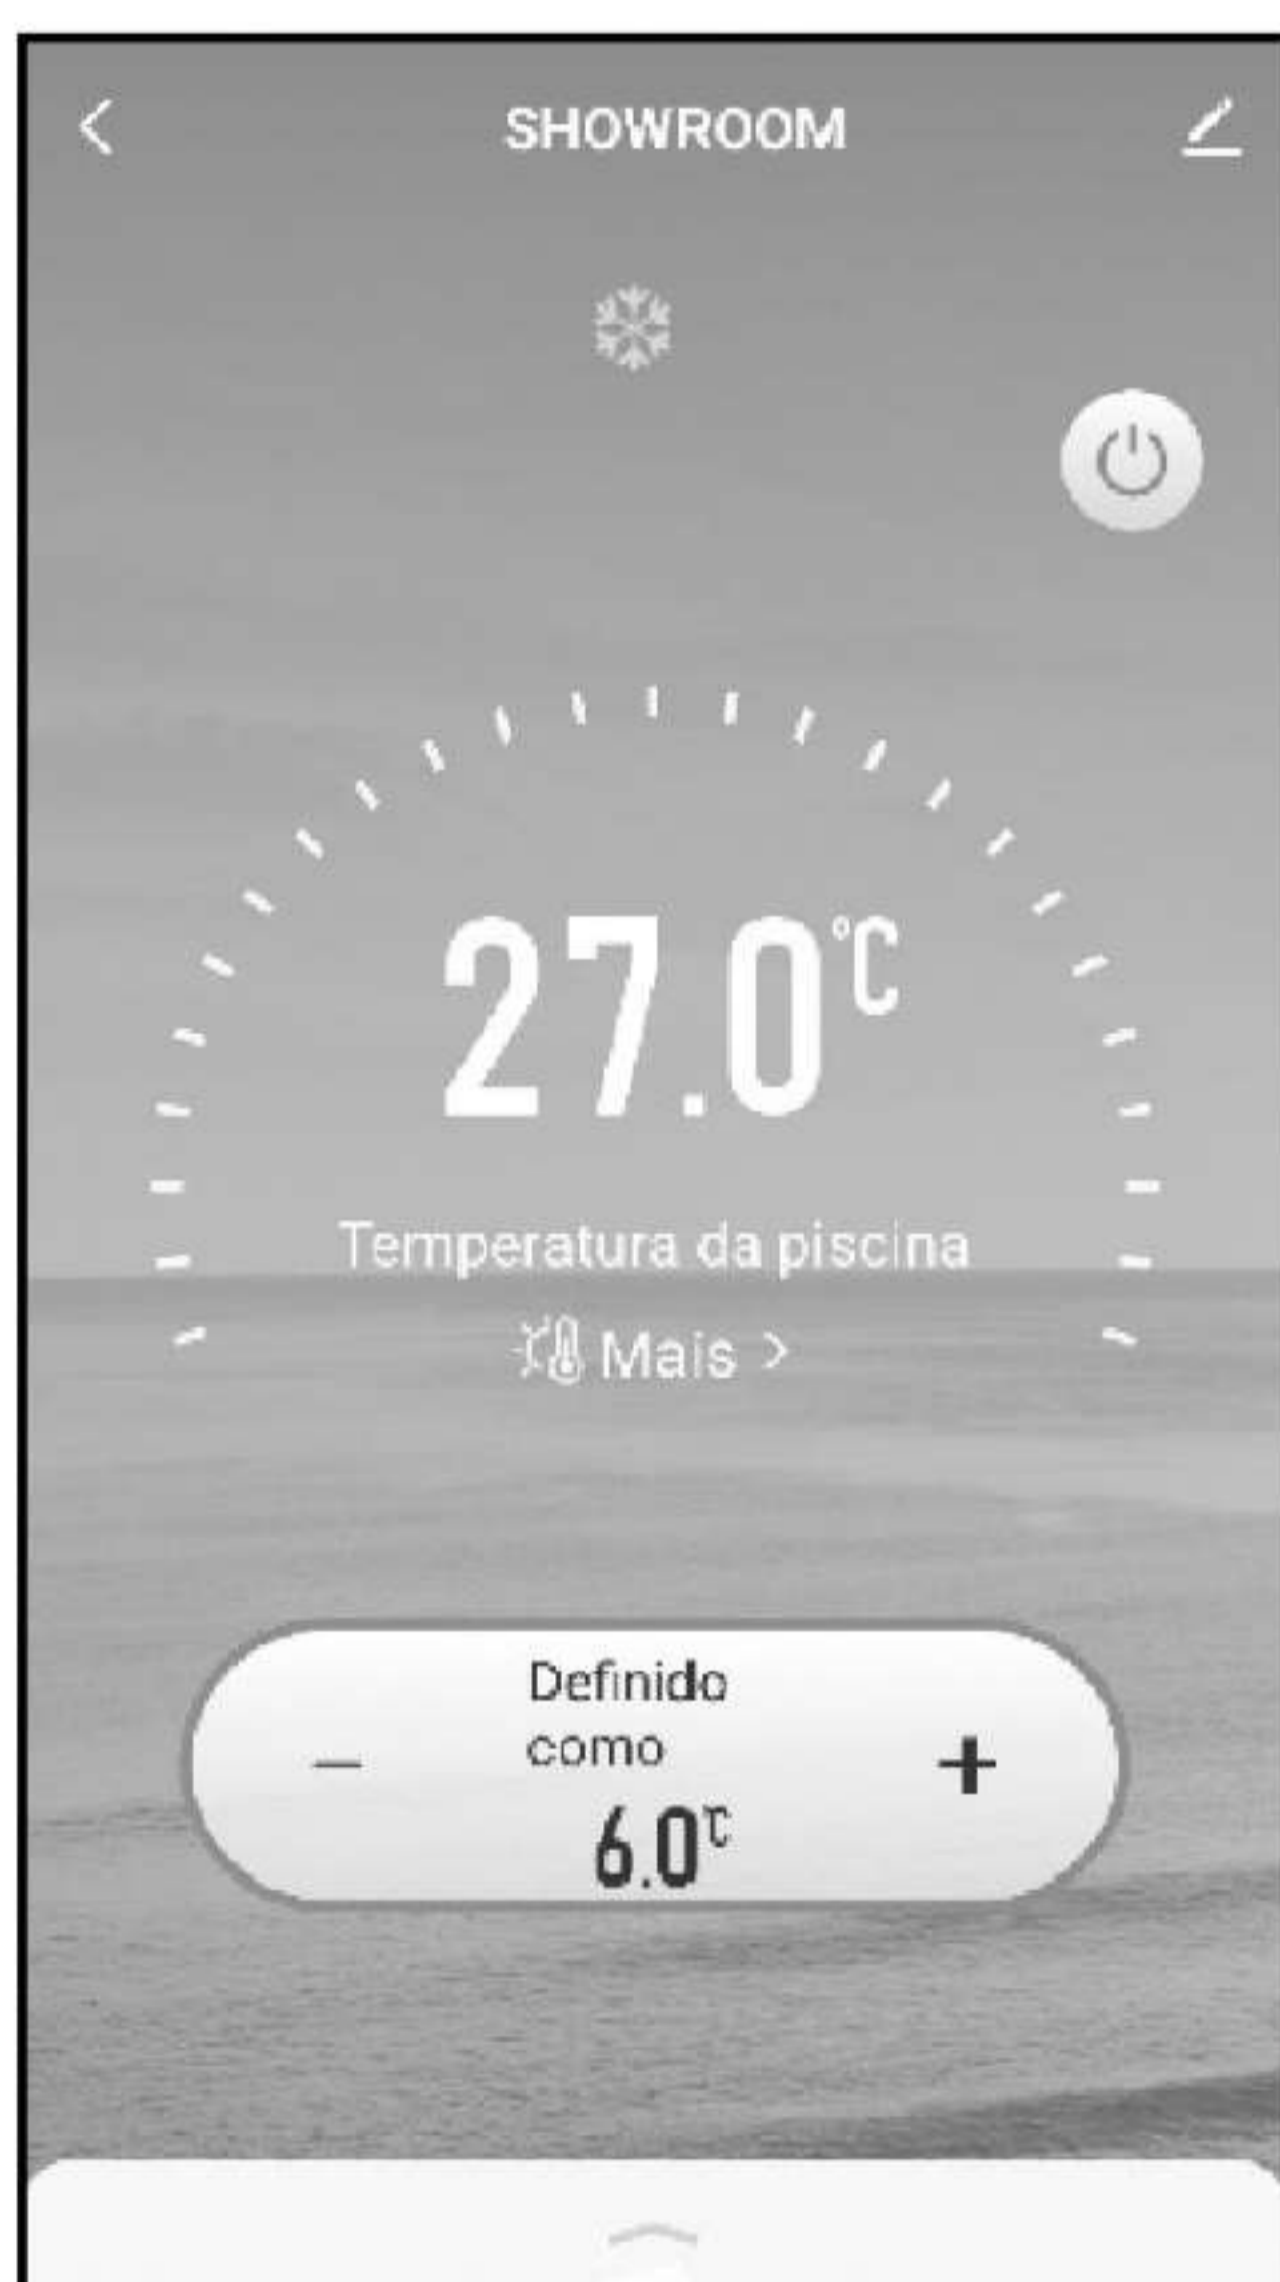 SHOWROOM
27.0°C
Temperatura da piscina
Mais >
Definido
como
6.0℃